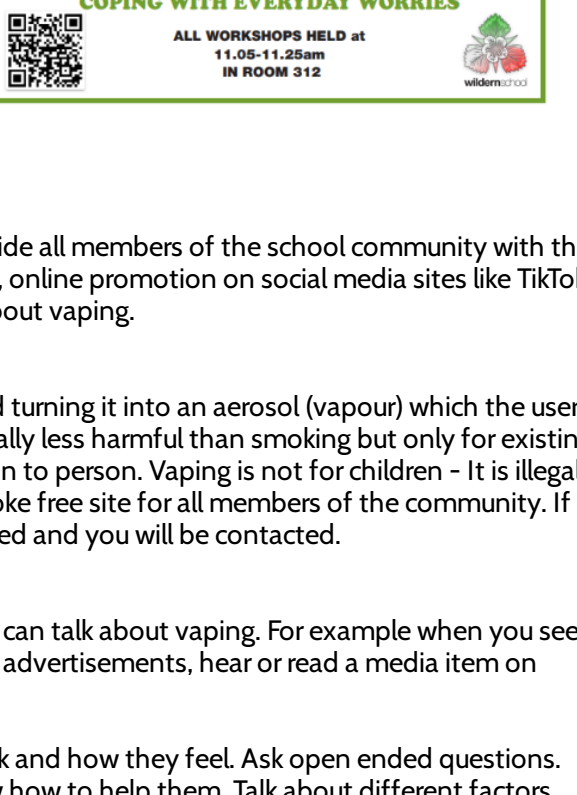 COPING WITH EVERYDAY WORRIES
ALL WORKSHOPS HELD at
11.05-11.25am
IN ROOM 312
wildernschool
ide all members of the school community with th
, online promotion on social media sites like TikTo
out vaping.
d turning it into an aerosol (vapour) which the user
ally less harmful than smoking but only for existin
n to person. Vaping is not for children - It is illegal
oke free site for all members of the community. If
ed and you will be contacted.
can talk about vaping. For example when you see
advertisements, hear or read a media item on
k and how they feel. Ask open ended questions.
w how to help them. Talk about different factors